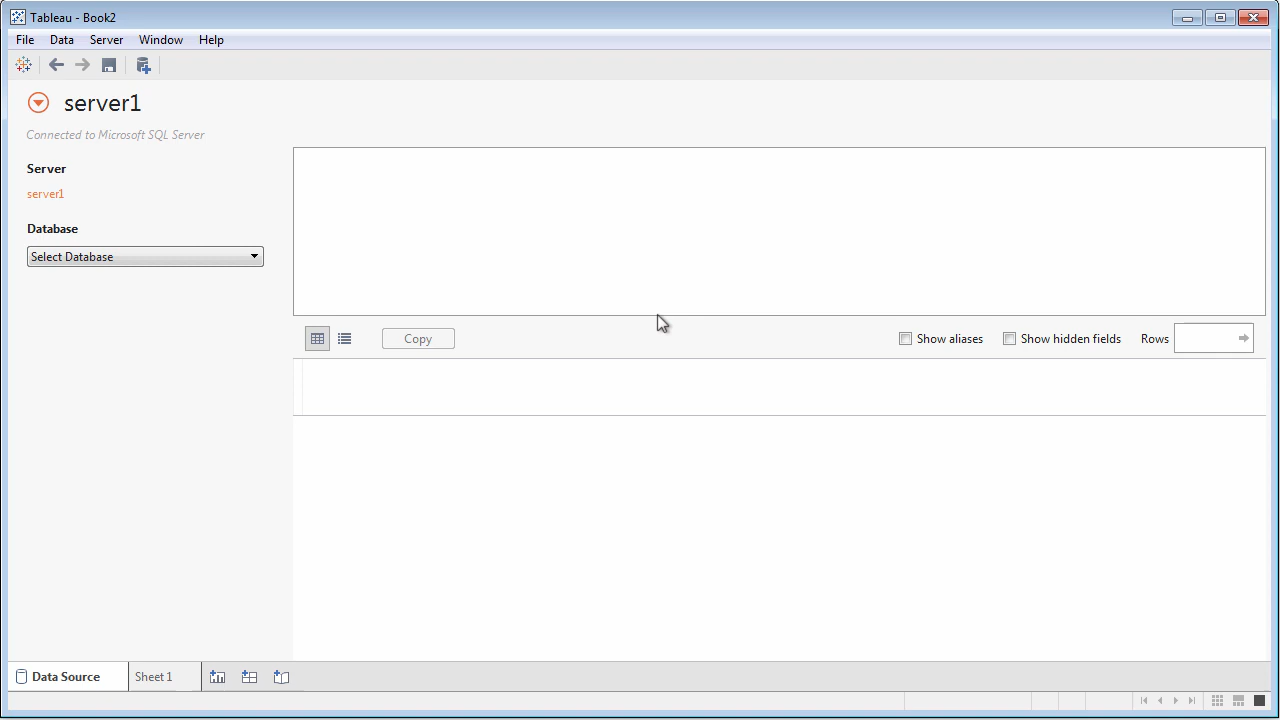 Tableau - Book2
File Data Server Window Help
server1
Connected to Microsoft SQL Server
Server
server1
Database
Select Database
Copy
Show aliases
Show hidden fields
Rows
Data Source
Sheet 1